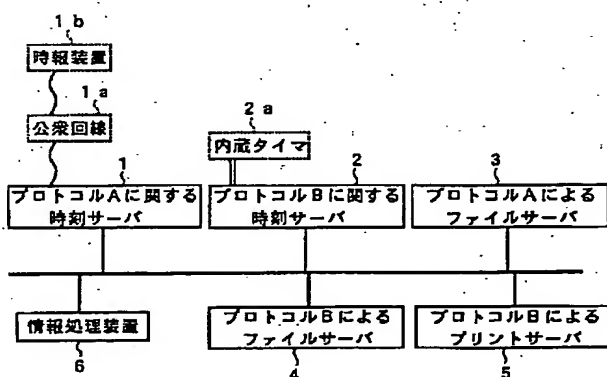 1 b
時報装置
1 a
公衆回線
2 a
内蔵タイマ
1
2
3
プロトコルAに関する
時刻サーバ
プロトコルBに関する
時刻サーバ
プロトコルAによる
ファイルサーバ
情報処理装置
6
プロトコルBによる
ファイルサーバ
4
プロトコルBによる
プリントサーバ
5